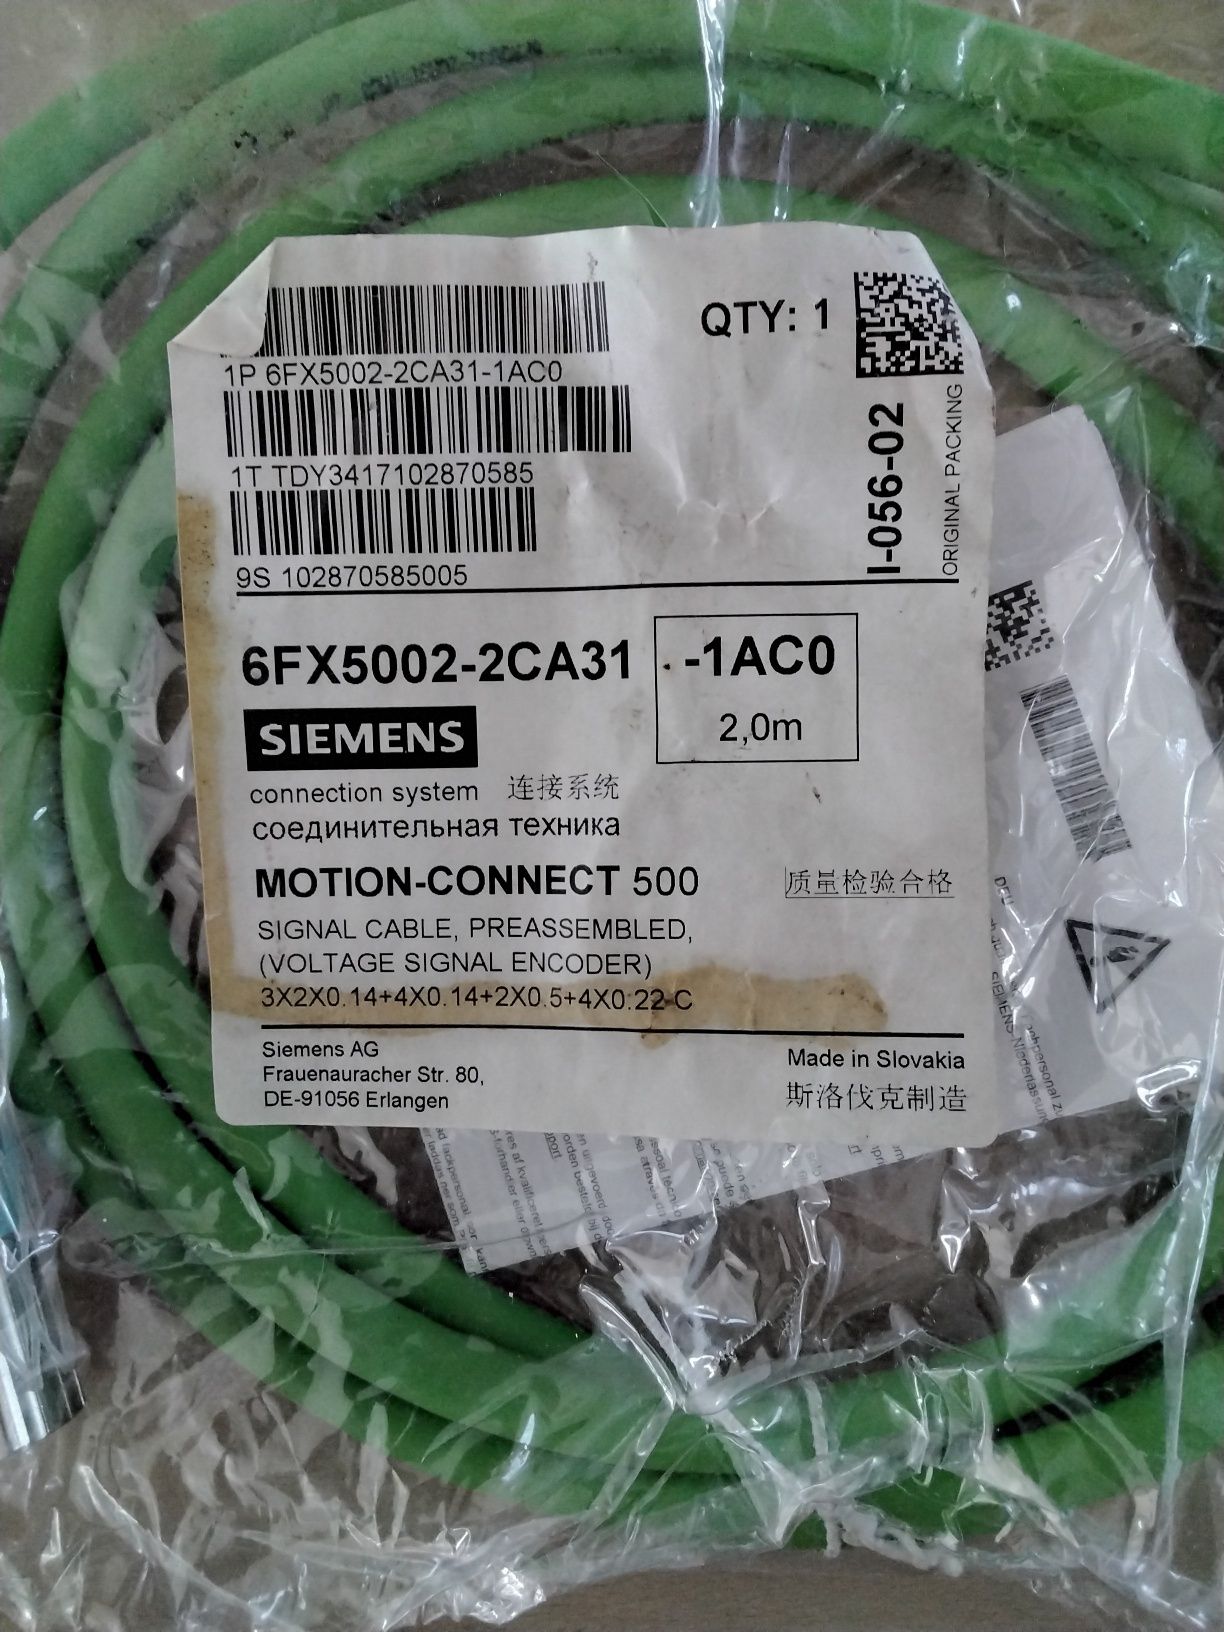 1P 6FX5002-2CA31-1AC0
QTY: 1
1T TDY3417102870585
9S 102870585005
I-056-02
ORIGINAL PACKING
6FX5002-2CA31
-1AC0
2,0m
SIEMENS
connection system 连接系统
соединительная техника
MOTION-CONNECT 500
质量检验合格
SIGNAL CABLE, PREASSEMBLED,
(VOLTAGE SIGNAL ENCODER)
3X2X0.14+4X0.14+2X0.5+4X0.22 C
Siemens AG
Frauenauracher Str. 80,
DE-91056 Erlangen
Made in Slovakia
斯洛伐克制造
SIEMENS-Niederlassun